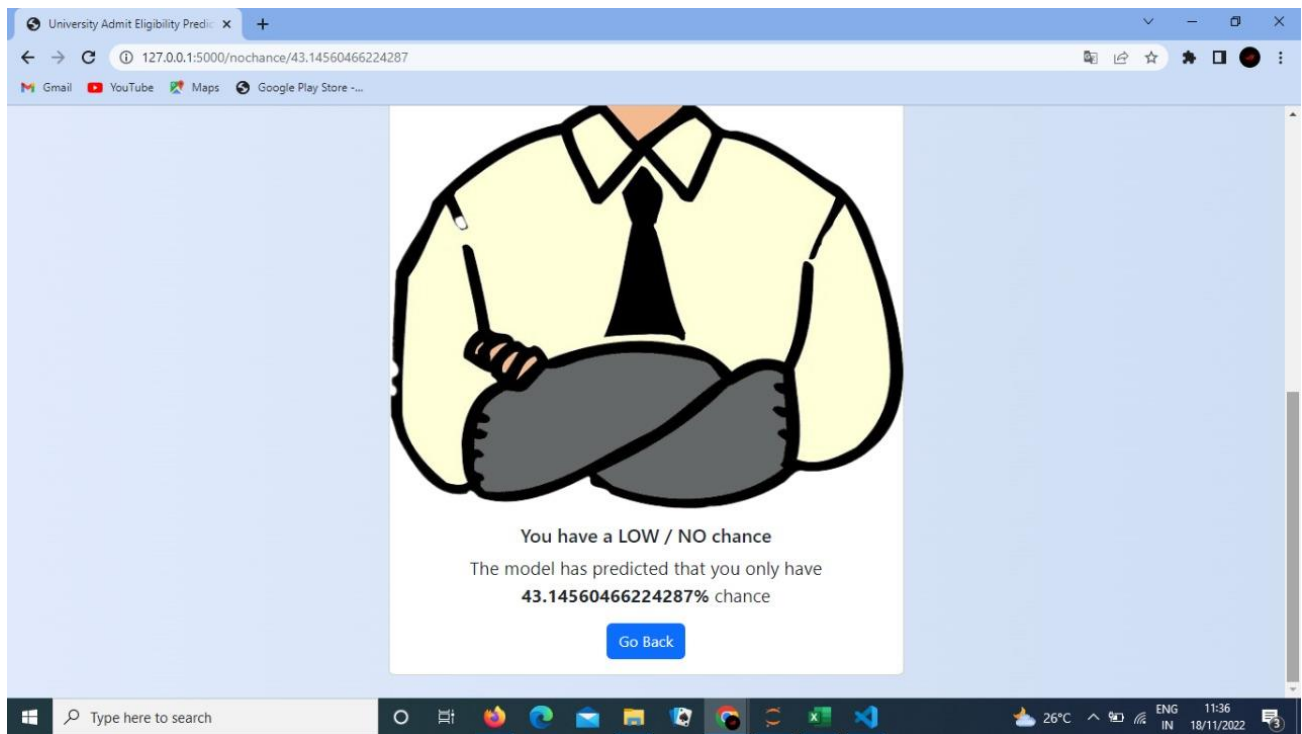 University Admit Eligibility Predic
127.0.0.1:5000/nochance/43.14560466224287
Gmail YouTube Maps Google Play Store -...
You have a LOW / NO chance
The model has predicted that you only have
43.14560466224287% chance
Go Back
Type here to search
26°C
ENG
IN
11:36
18/11/2022
3